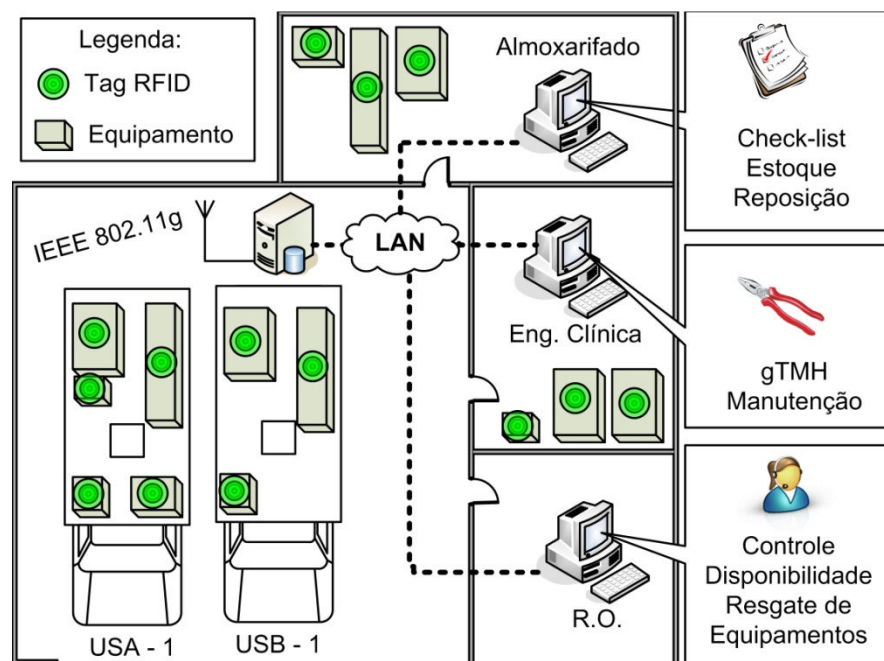 Legenda:
Tag RFID
Equipamento
Almoxarifado
Check-list
Estoque
Reposição
IEEE 802.11g
LAN
Eng. Clínica
gTMH
Manutenção
Controle
Disponibilidade
Resgate de
Equipamentos
R.O.
USA - 1
USB - 1